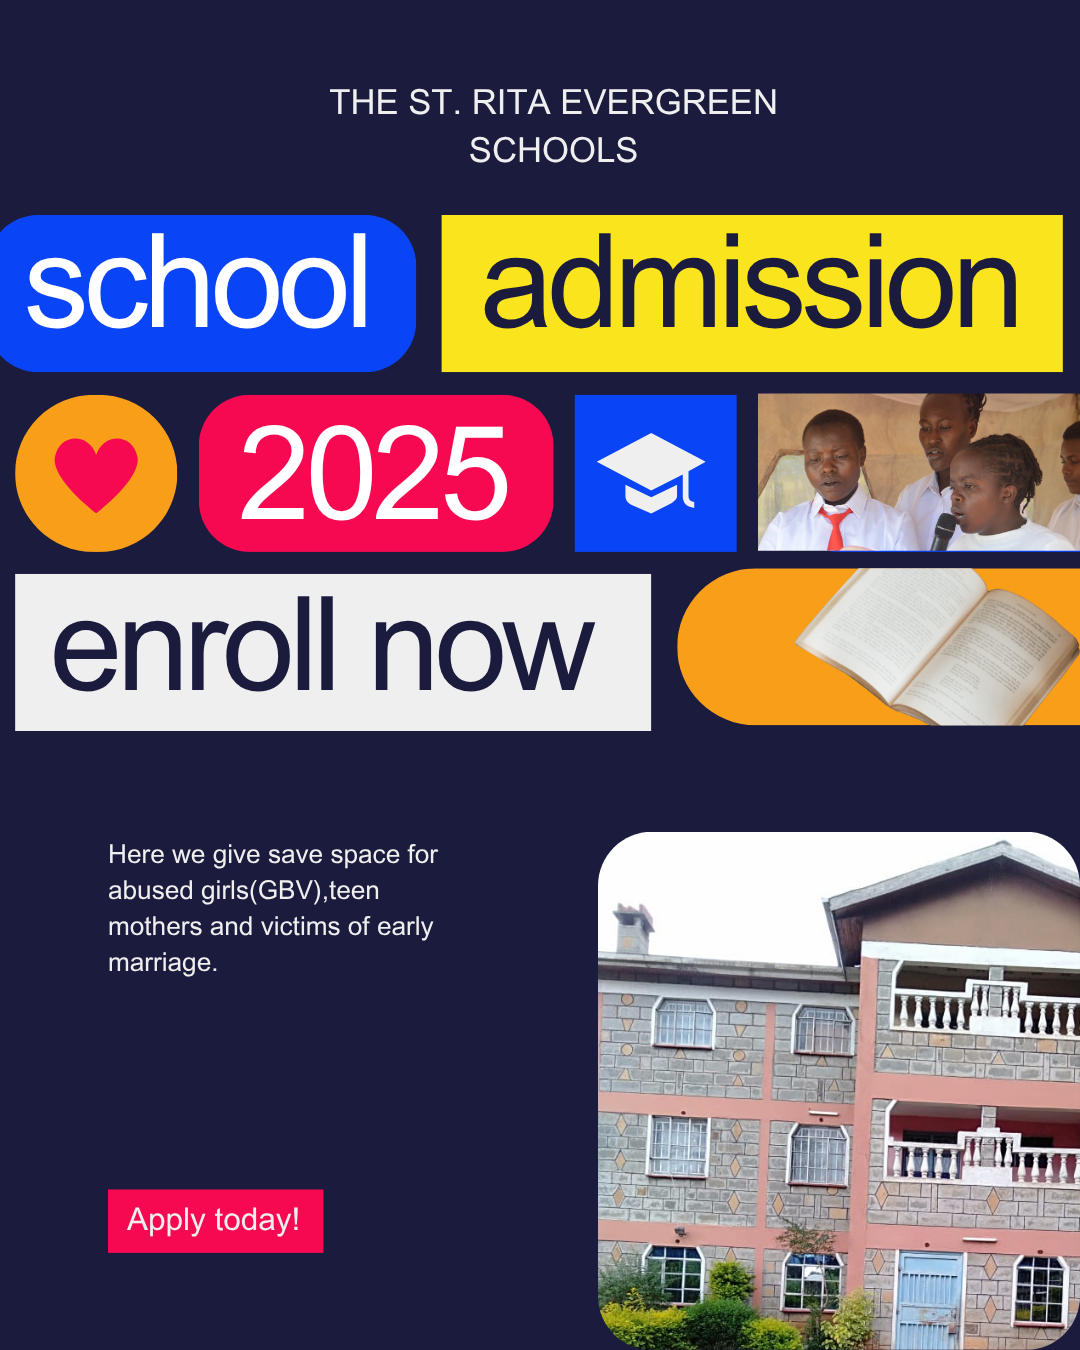 THE ST. RITA EVERGREEN
SCHOOLS
school admission
2025
enroll now
Here we give save space for
abused girls(GBV),teen
mothers and victims of early
marriage.
Apply today!